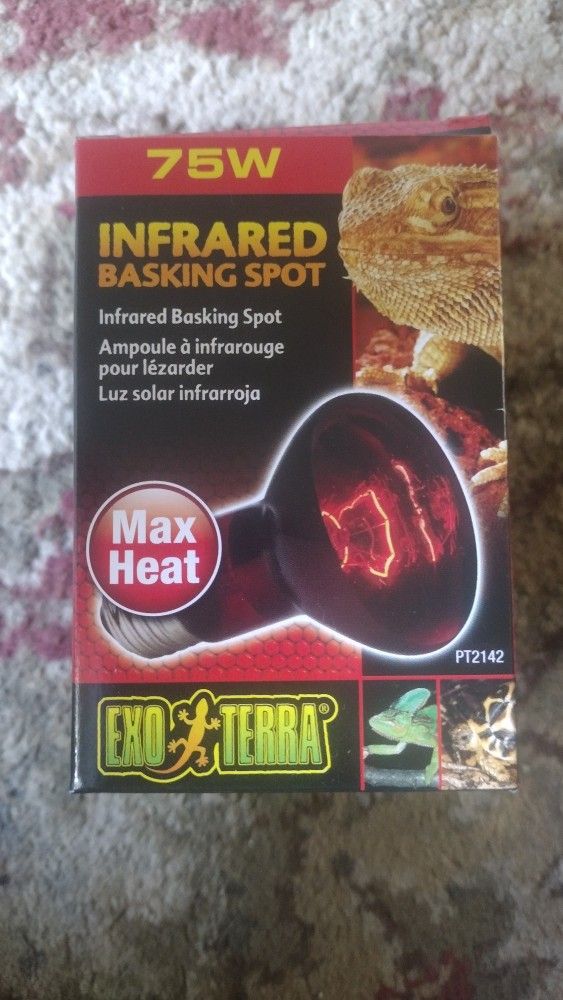 75W
INFRARED
BASKING SPOT
Infrared Basking Spot
Ampoule à infrarouge
pour lézarder
Luz solar infrarroja
Max
Heat
PT2142
EXO TERRA®